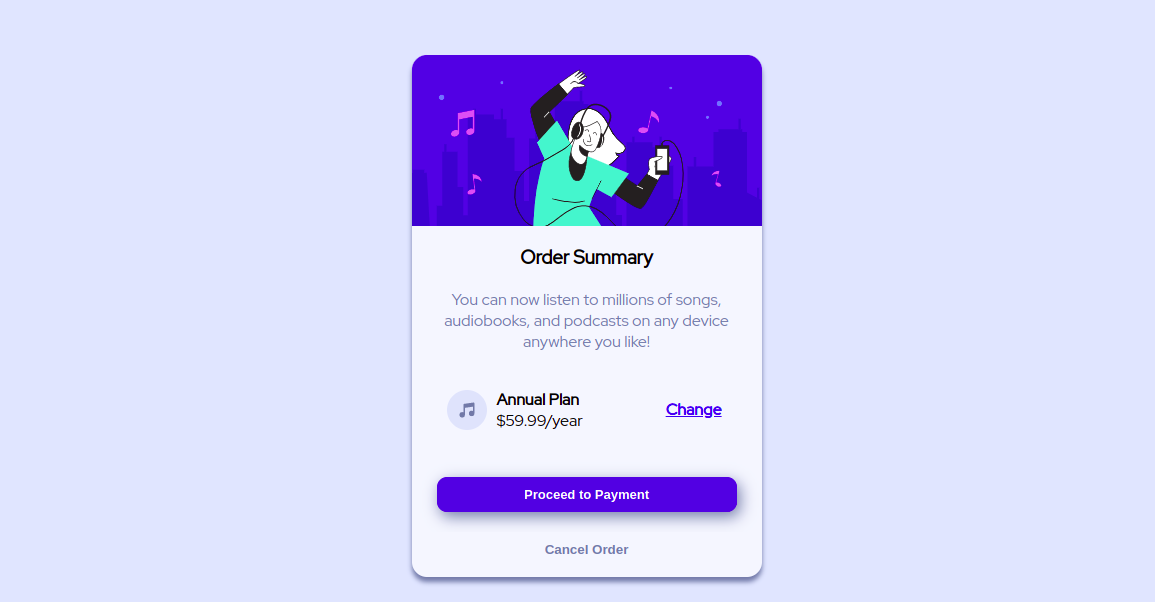 Order Summary
You can now listen to millions of songs,
audiobooks, and podcasts on any device
anywhere you like!
Annual Plan
$59.99/year
Change
Proceed to Payment
Cancel Order